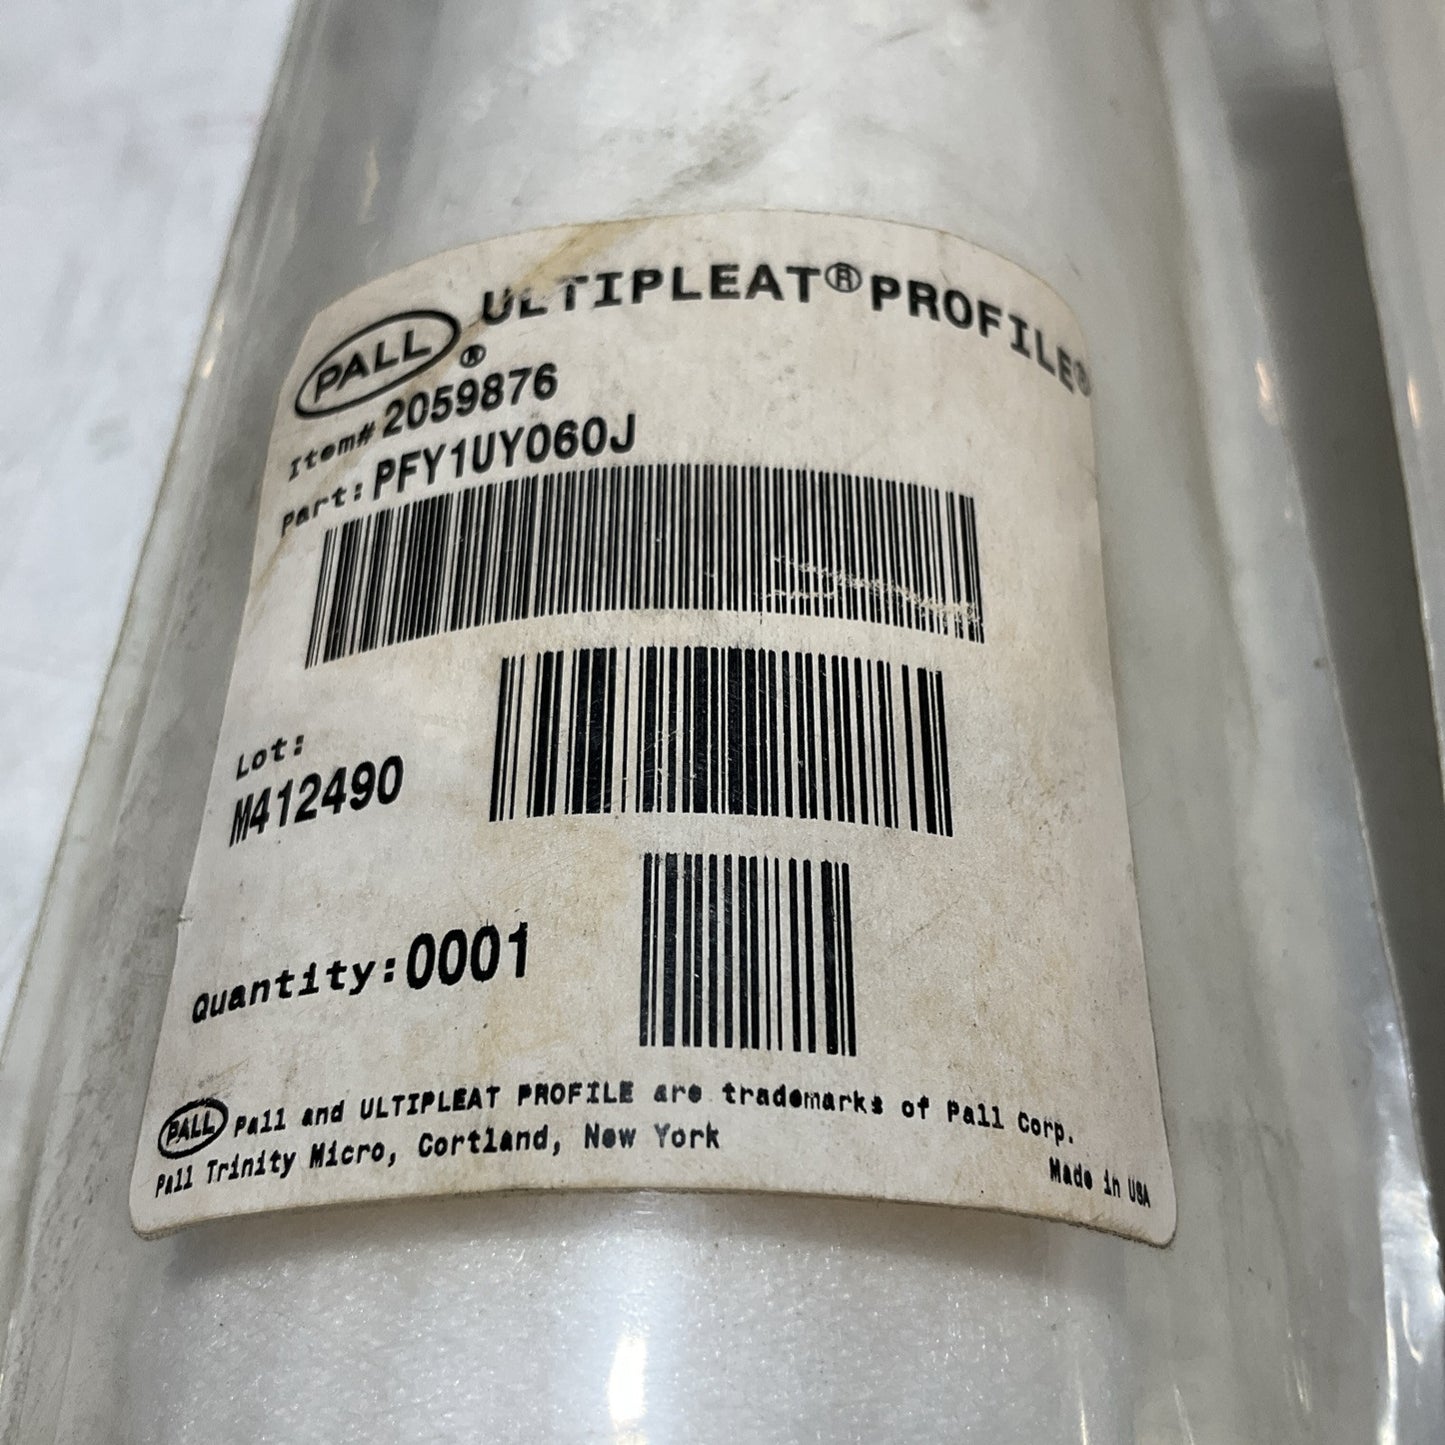 PALL® ULTIPLEAT® PROFILE®
Item# 2059876
Part: PFY1UY060J
Lot:
M412490
Quantity: 0001
PALL Pall and ULTIPLEAT PROFILE are trademarks of Pall Corp.
Pall Trinity Micro, Cortland, New York
Made in USA